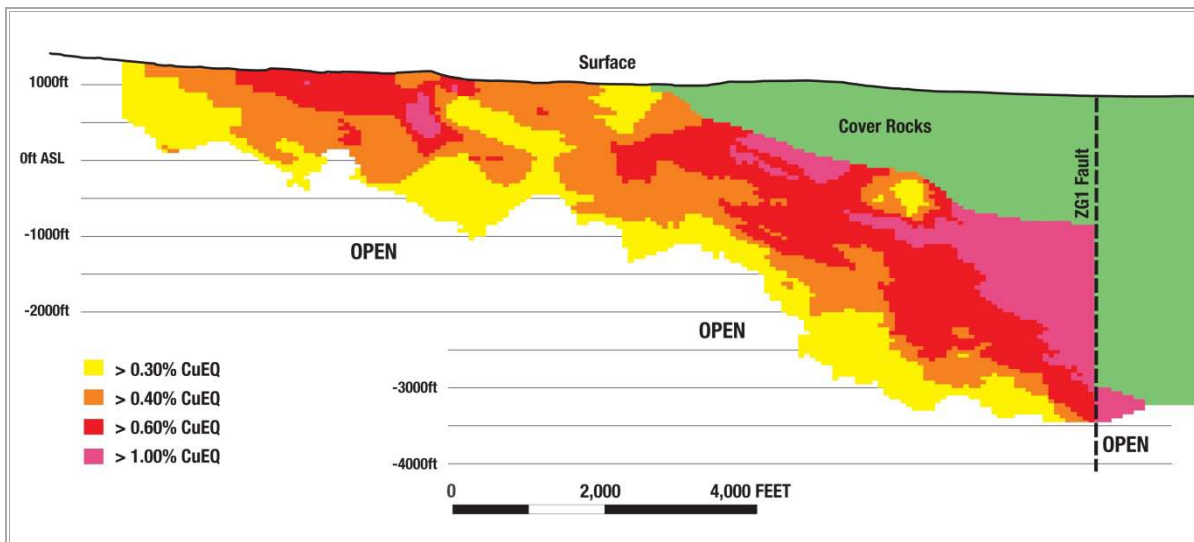 Surface
1000ft
Cover Rocks
0ft ASL
ZG1 Fault
-1000ft
OPEN
-2000ft
OPEN
> 0.30% CuEQ
> 0.40% CuEQ
-3000ft
> 0.60% CuEQ
> 1.00% CuEQ
OPEN
-4000ft
0 2,000 4,000 FEET